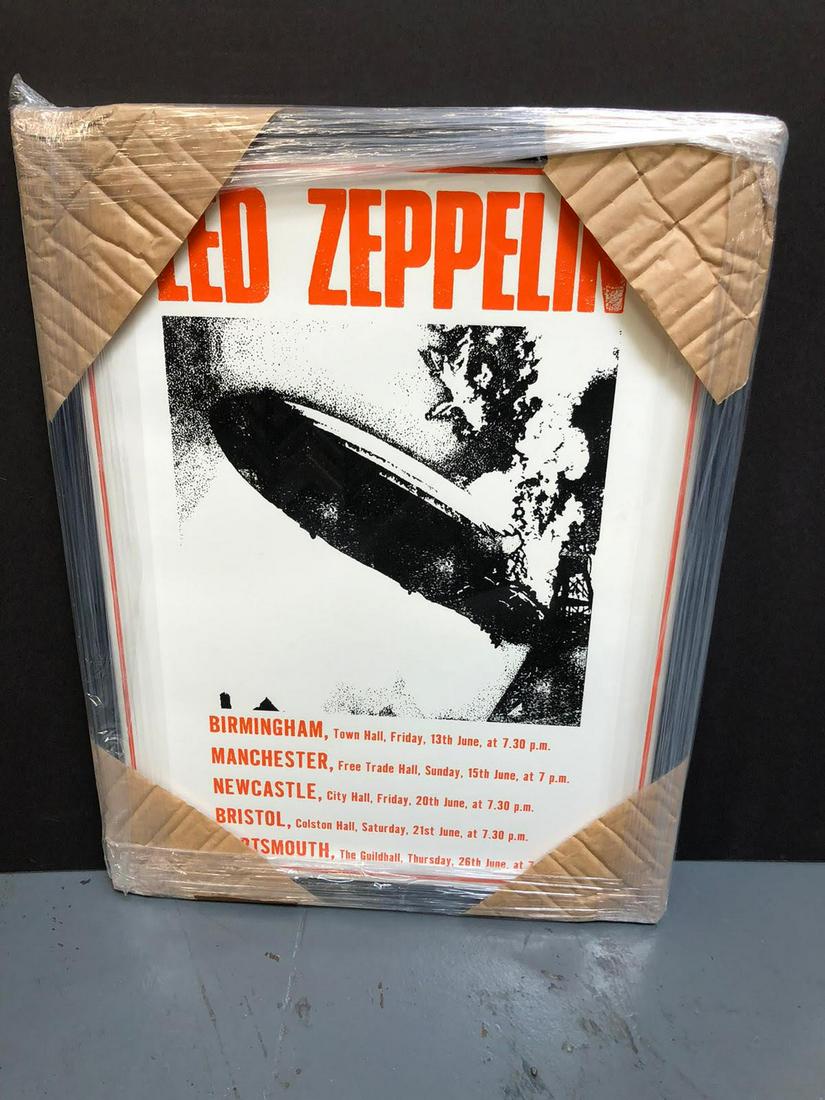 LED ZEPPELIN
BIRMINGHAM, Town Hall, Friday, 13th June, at 7.30 p.m.
MANCHESTER, Free Trade Hall, Sunday, 15th June, at 7 p.m.
NEWCASTLE, City Hall, Friday, 20th June, at 7.30 p.m.
BRISTOL, Colston Hall, Saturday, 21st June, at 7.30 p.m.
RTSMOUTH, The Guildhall, Thursday, 26th June, at 7